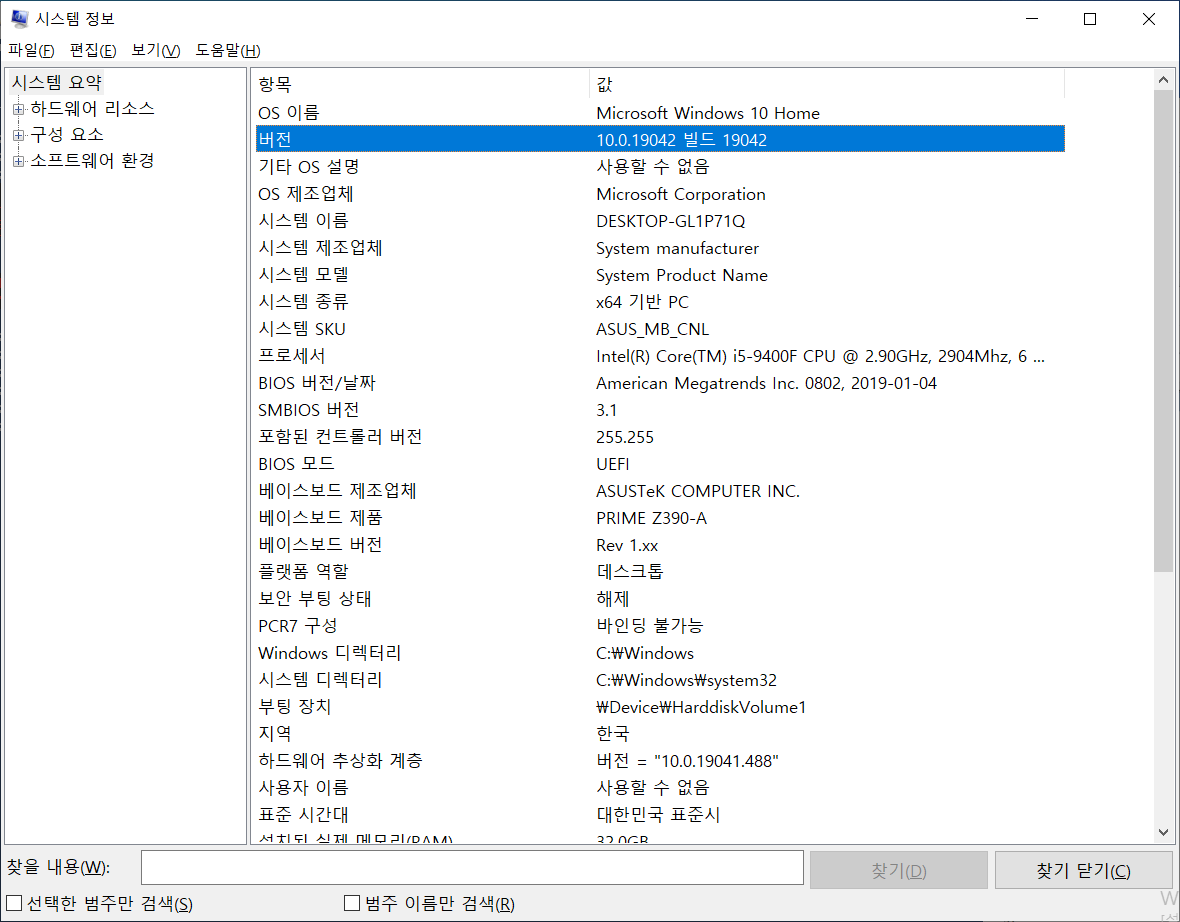 시스템 정보
파일(F) 편집(E) 보기(V) 도움말(H)
시스템 요약
하드웨어 리소스
구성 요소
소프트웨어 환경
항목 값
OS 이름 Microsoft Windows 10 Home
버전 10.0.19042 빌드 19042
기타 OS 설명 사용할 수 없음
OS 제조업체 Microsoft Corporation
시스템 이름 DESKTOP-GL1P71Q
시스템 제조업체 System manufacturer
시스템 모델 System Product Name
시스템 종류 x64 기반 PC
시스템 SKU ASUS_MB_CNL
프로세서 Intel(R) Core(TM) i5-9400F CPU @ 2.90GHz, 2904Mhz, 6 ...
BIOS 버전/날짜 American Megatrends Inc. 0802, 2019-01-04
SMBIOS 버전 3.1
포함된 컨트롤러 버전 255.255
BIOS 모드 UEFI
베이스보드 제조업체 ASUSTeK COMPUTER INC.
베이스보드 제품 PRIME Z390-A
베이스보드 버전 Rev 1.xx
플랫폼 역할 데스크톱
보안 부팅 상태 해제
PCR7 구성 바인딩 불가능
Windows 디렉터리 C:₩Windows
시스템 디렉터리 C:₩Windows₩system32
부팅 장치 ₩Device₩HarddiskVolume1
지역 한국
하드웨어 추상화 계층 버전 = "10.0.19041.488"
사용자 이름 사용할 수 없음
표준 시간대 대한민국 표준시
설치된 실제 메모리(RAM) 32.0GB
찾을 내용(W): 찾기(D) 찾기 닫기(C)
선택한 범주만 검색(S) 범주 이름만 검색(R)